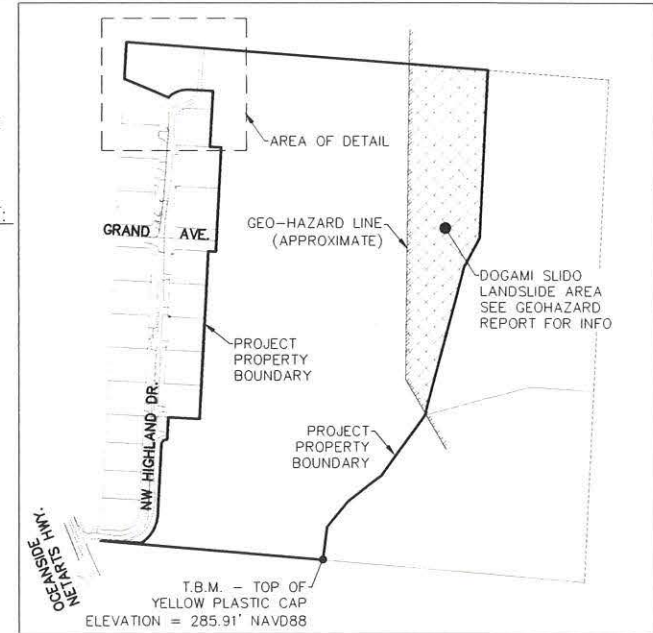 AREA OF DETAIL
GRAND AVE.
GEO-HAZARD LINE
(APPROXIMATE)
DOGAMI SLIDO
LANDSLIDE AREA
SEE GEOHAZARD
REPORT FOR INFO
PROJECT
PROPERTY
BOUNDARY
NW HIGHLAND DR.
PROJECT
PROPERTY
BOUNDARY
OCEANSIDE
NETARTS HWY.
T.B.M. - TOP OF
YELLOW PLASTIC CAP
ELEVATION = 285.91' NAVD88